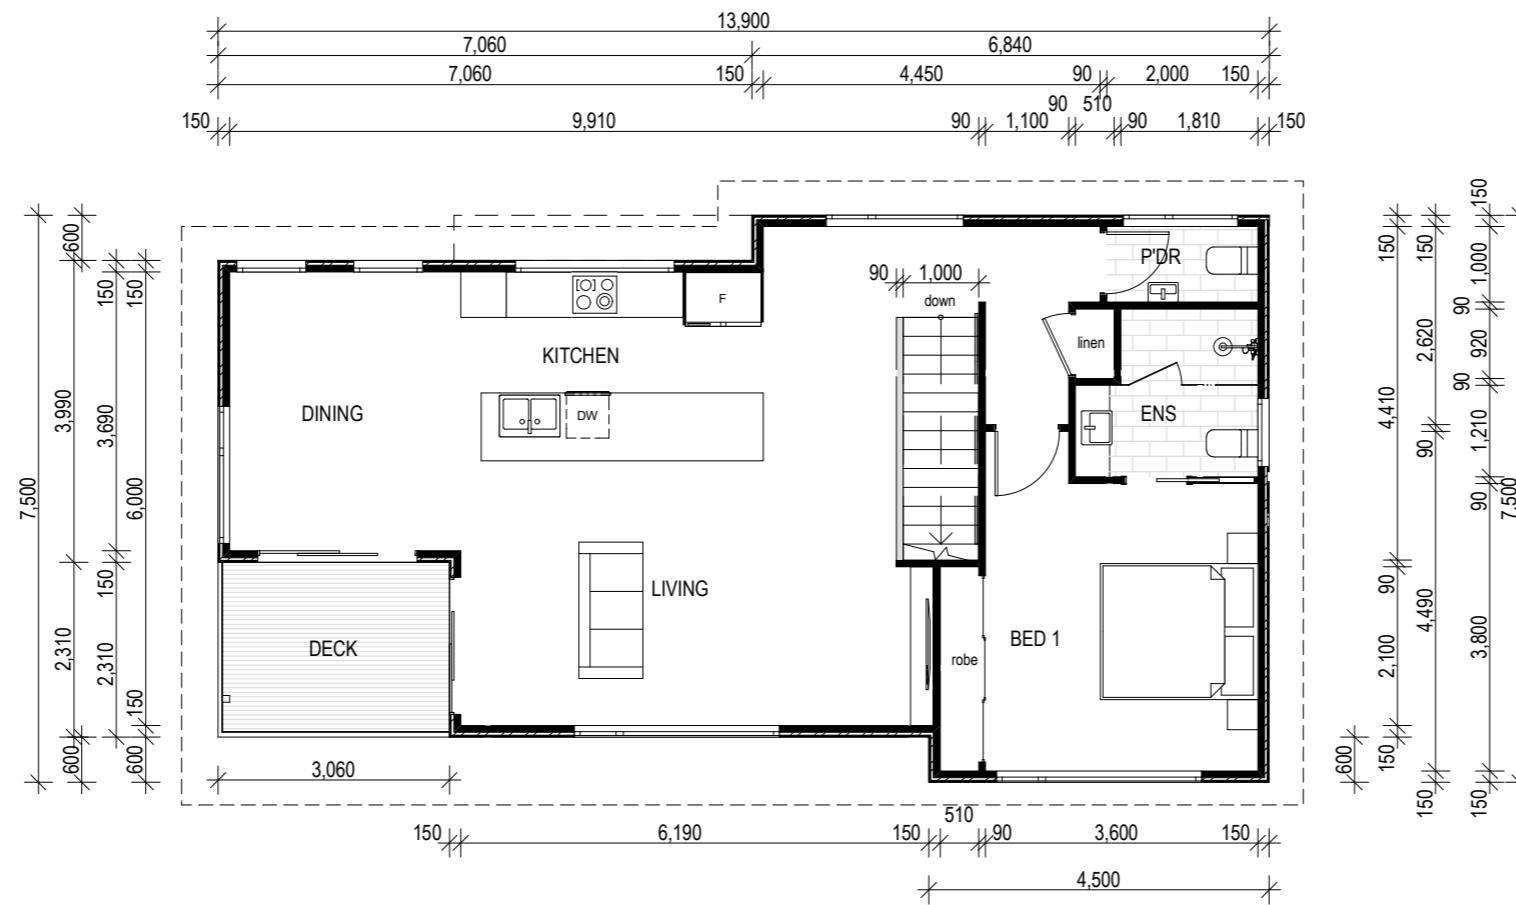 13,900
7,060 6,840
7,060 150 4,450 90 2,000 150
90 510
150 9,910 90 1,100 90 1,810 150
7,500
600
3,990
2,310
600
150
3,690
150
2,310
150
6,000
150
600
P'DR
F
90 1,000
down
KITCHEN
linen
DINING
DW
ENS
LIVING
DECK
BED 1
robe
150
4,410
90
2,100
150
600
150
2,620
90
4,490
150
150
1,000
90
920
90
1,210
90
3,800
150
7,500
3,060
510
150 6,190 150 90 3,600 150
4,500